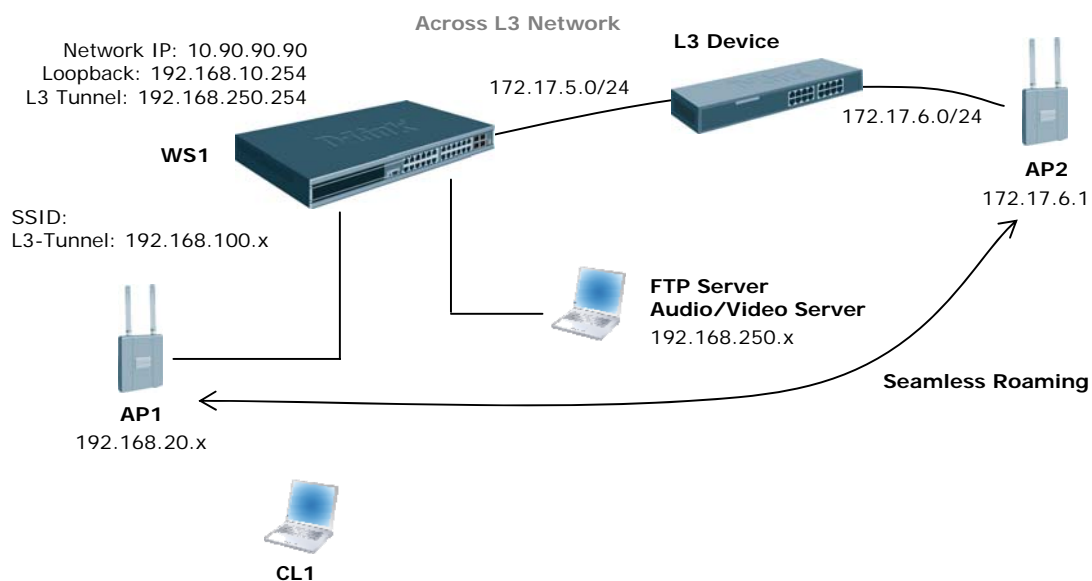 Across L3 Network
Network IP: 10.90.90.90
Loopback: 192.168.10.254
L3 Tunnel: 192.168.250.254
L3 Device
172.17.5.0/24
172.17.6.0/24
D-Link
WS1
AP2
172.17.6.1
SSID:
L3-Tunnel: 192.168.100.x
FTP Server
Audio/Video Server
192.168.250.x
Seamless Roaming
AP1
192.168.20.x
CL1